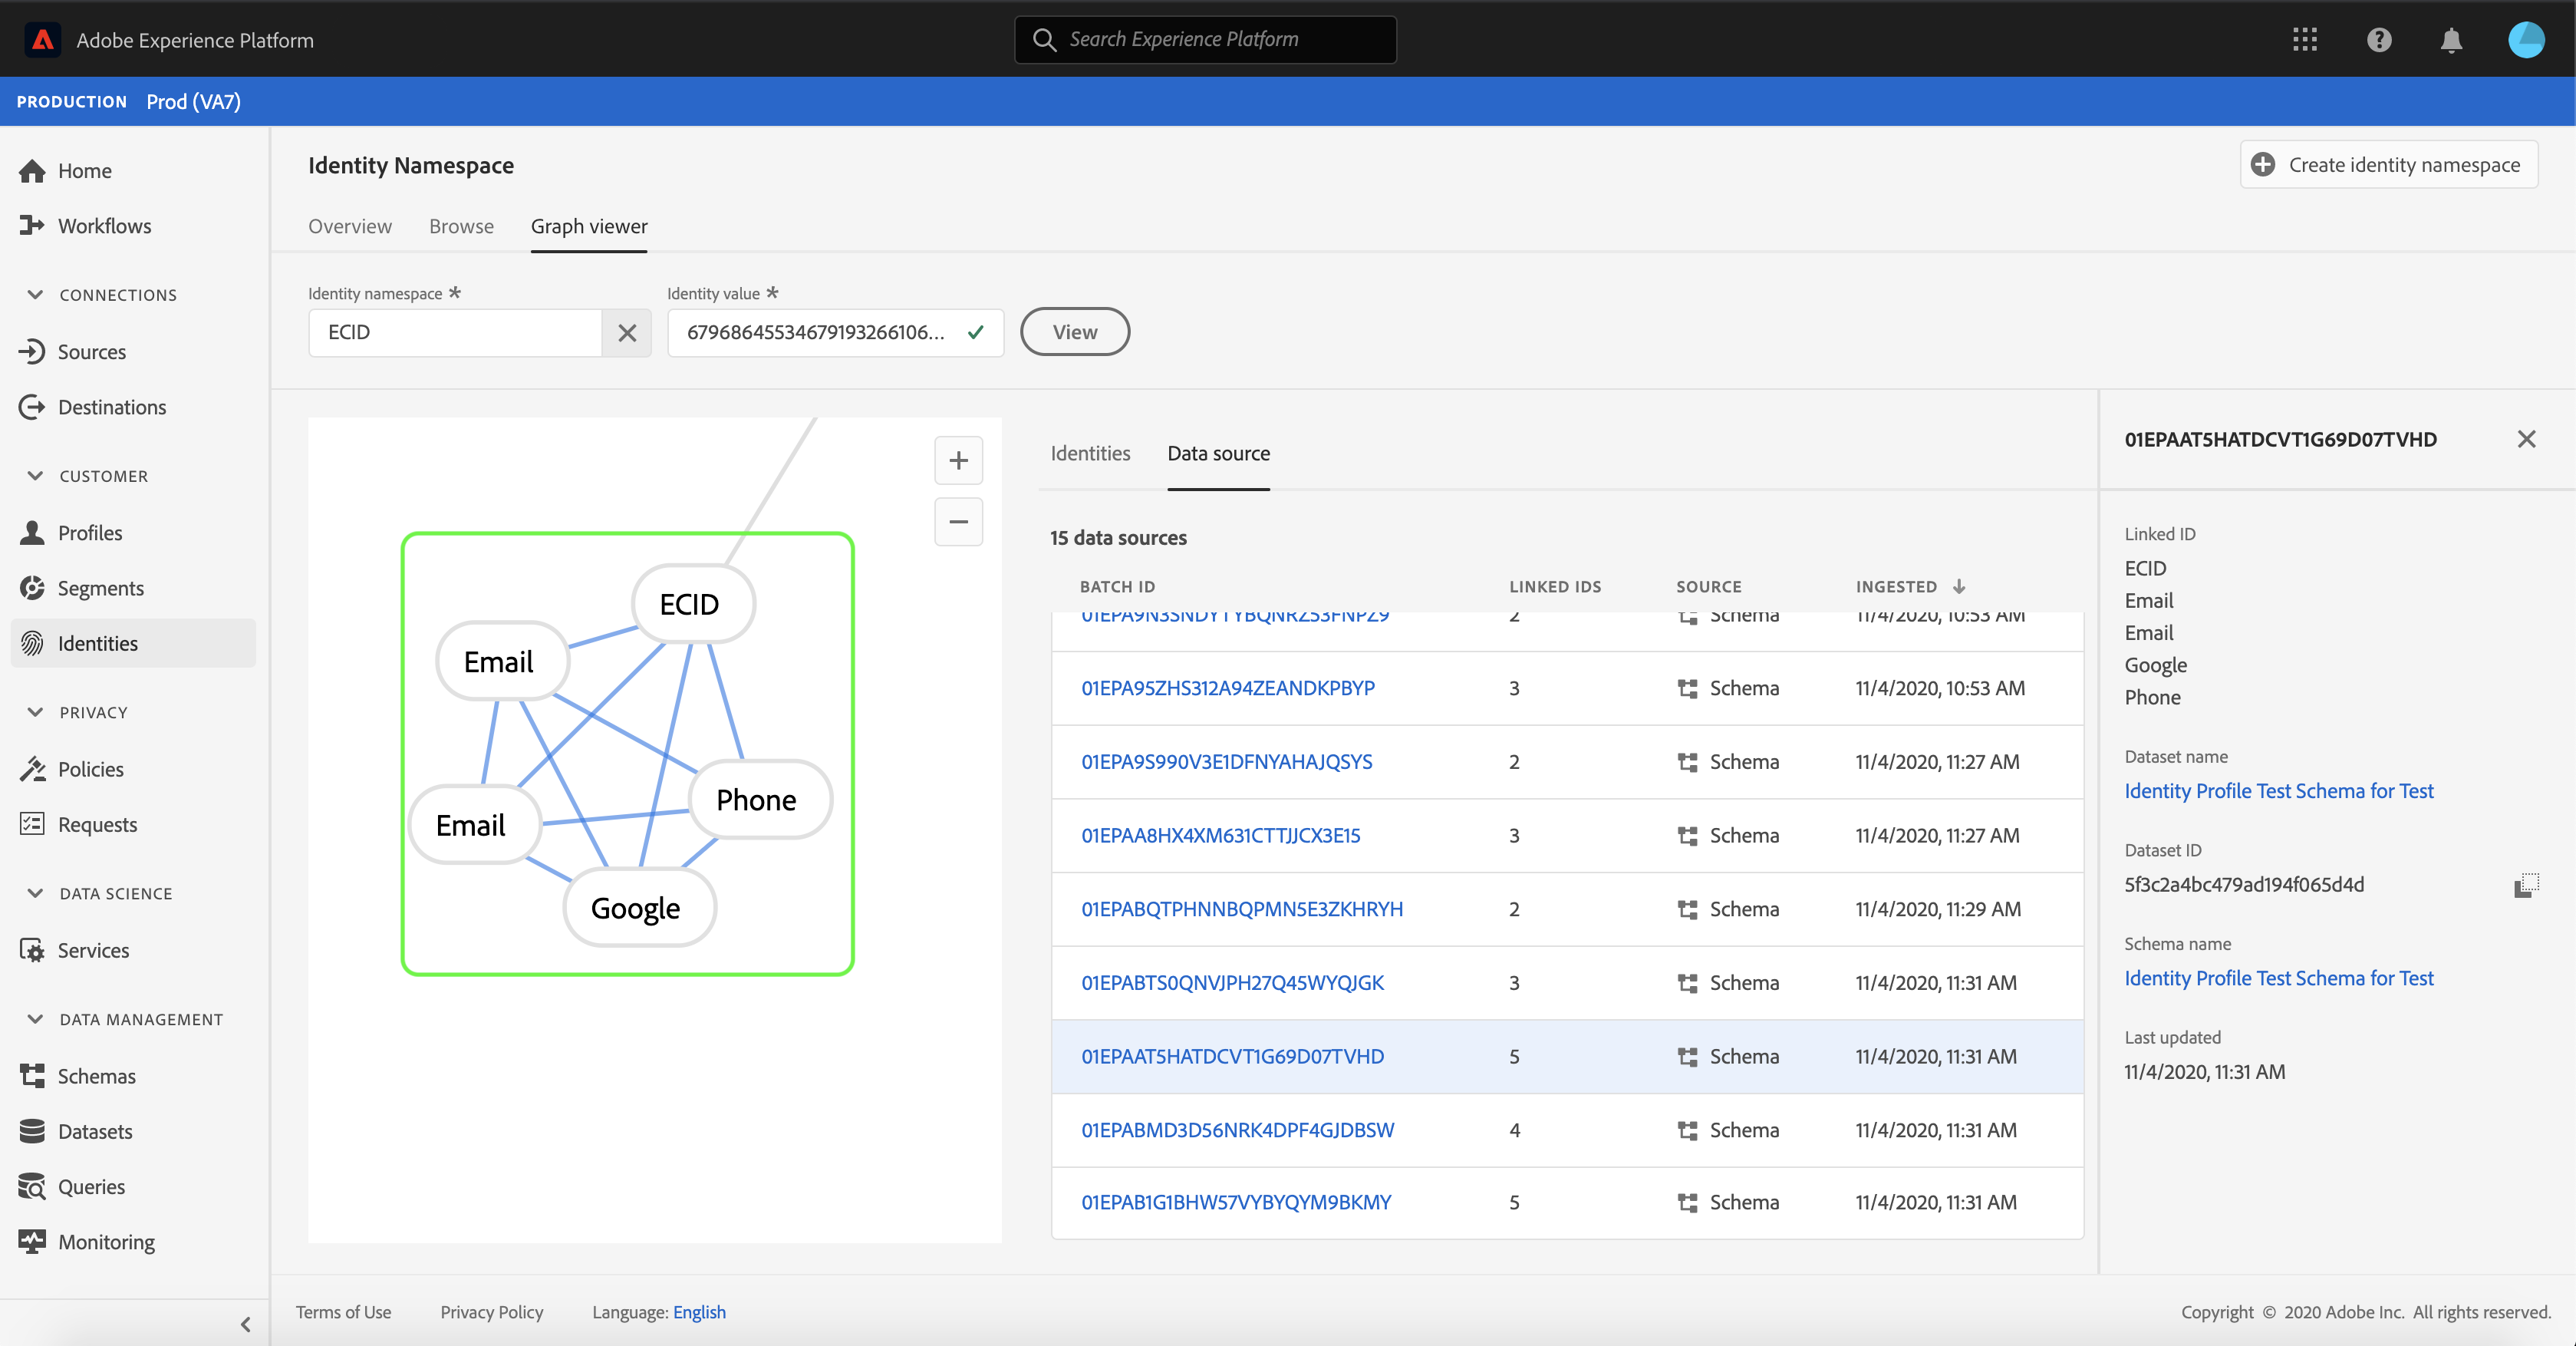 Adobe Experience Platform
Search Experience Platform
PRODUCTION Prod (VA7)
Home
Workflows
CONNECTIONS
Sources
Destinations
CUSTOMER
Profiles
Segments
Identities
PRIVACY
Policies
Requests
DATA SCIENCE
Services
DATA MANAGEMENT
Schemas
Datasets
Queries
Monitoring
Identity Namespace
Create identity namespace
Overview Browse Graph viewer
Identity namespace * Identity value *
ECID 67968645534679193266106... View
ECID
Email
Phone
Email
Google
Identities Data source
15 data sources
BATCH ID LINKED IDS SOURCE INGESTED
01EPA9N3SNDYTYBQNRZ53FNPZ9 2 Schema 11/4/2020, 10:53 AM
01EPA95ZHS312A94ZEANDKPBYP 3 Schema 11/4/2020, 10:53 AM
01EPA9S990V3E1DFNYAHAJQSYS 2 Schema 11/4/2020, 11:27 AM
01EPAA8HX4XM631CTTJJCX3E15 3 Schema 11/4/2020, 11:27 AM
01EPABQTPHNNBQPMN5E3ZKHRYH 2 Schema 11/4/2020, 11:29 AM
01EPABTS0QNVJPH27Q45WYQJGK 3 Schema 11/4/2020, 11:31 AM
01EPAAT5HATDCVT1G69D07TVHD 5 Schema 11/4/2020, 11:31 AM
01EPABMD3D56NRK4DPF4GJDBSW 4 Schema 11/4/2020, 11:31 AM
01EPAB1G1BHW57VYBYQYM9BKMY 5 Schema 11/4/2020, 11:31 AM
01EPAAT5HATDCVT1G69D07TVHD
Linked ID
ECID
Email
Email
Google
Phone
Dataset name
Identity Profile Test Schema for Test
Dataset ID
5f3c2a4bc479ad194f065d4d
Schema name
Identity Profile Test Schema for Test
Last updated
11/4/2020, 11:31 AM
Terms of Use Privacy Policy Language: English
Copyright © 2020 Adobe Inc. All rights reserved.